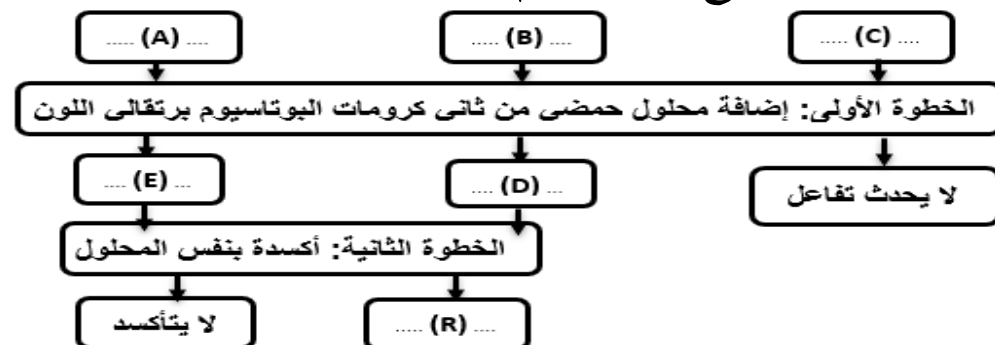 ..... (A) ....
..... (B) ....
..... (C) ....
الخطوة الأولى: إضافة محلول حمضى من ثانى كرومات البوتاسيوم برتقالى اللون
.... (E) ...
.... (D) ...
لا يحدث تفاعل
الخطوة الثانية: أكسدة بنفس المحلول
لا يتأكسد
..... (R) ....